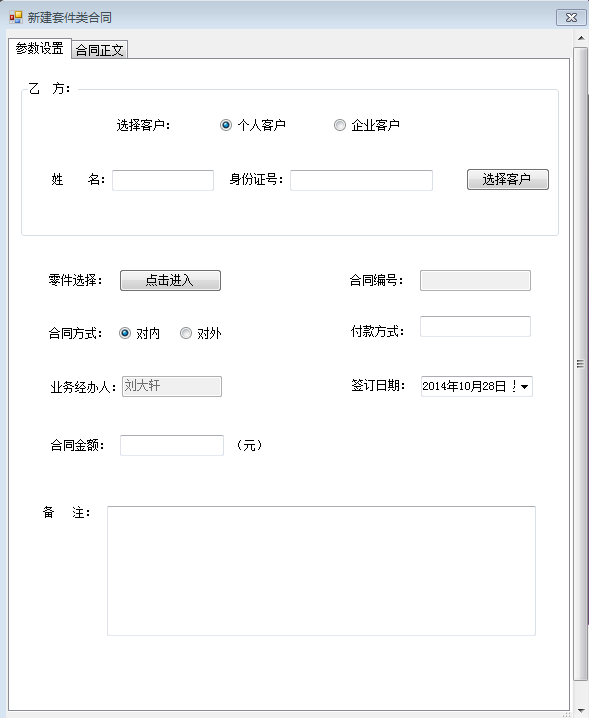 新建套件类合同
参数设置 合同正文
乙 方：
选择客户： 个人客户 企业客户
姓 名： 身份证号： 选择客户
零件选择： 点击进入 合同编号：
合同方式： 对内 对外 付款方式：
业务经办人： 刘大轩 签订日期： 2014年10月28日
合同金额： （元）
备 注：